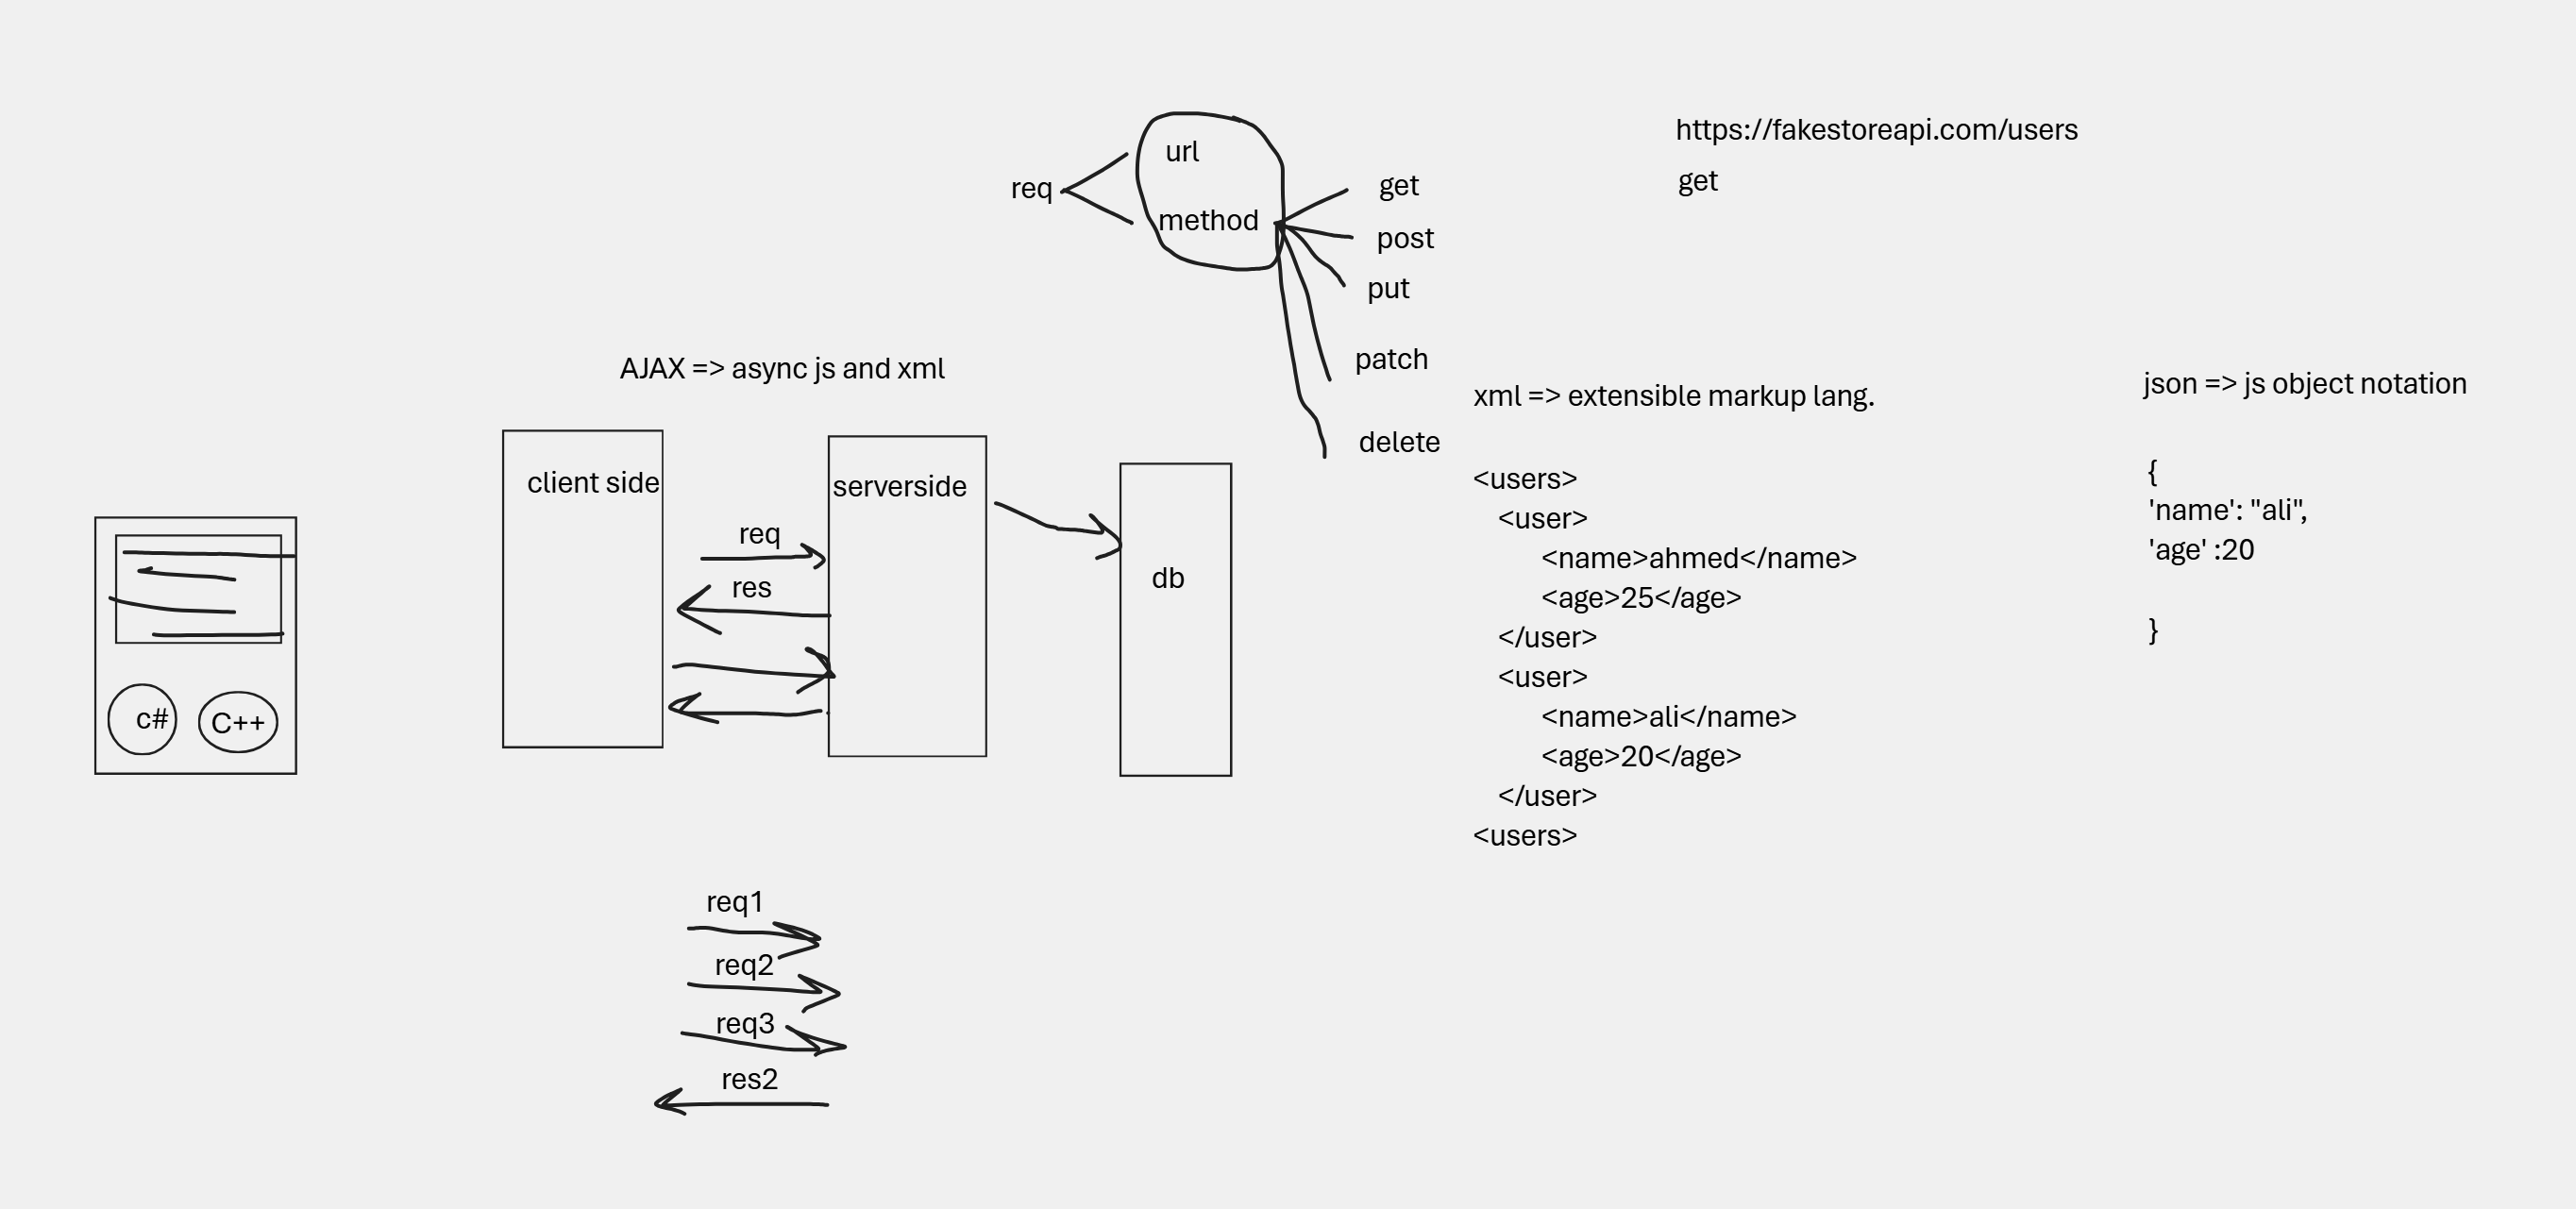 https://fakestoreapi.com/users
get
req
url
method
get
post
put
patch
delete
AJAX => async js and xml
client side
serverside
req
res
db
c#
C++
req1
req2
req3
res2
xml => extensible markup lang.
<users>
<user>
<name>ahmed</name>
<age>25</age>
</user>
<user>
<name>ali</name>
<age>20</age>
</user>
<users>
json => js object notation
{
'name': "ali",
'age' :20
}